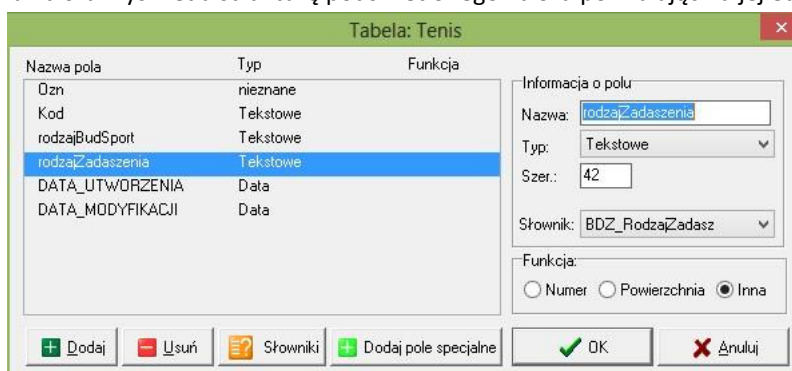 Tabela: Tenis
Nazwa pola Typ Funkcja
Ozn nieznane
Kod Tekstowe
rodzajBudSport Tekstowe
rodzajZadaszenia Tekstowe
DATA_UTWORZENIA Data
DATA_MODYFIKACJI Data
Informacja o polu
Nazwa: rodzajZadaszenia
Typ: Tekstowe
Szer.: 42
Słownik: BDZ_RodzajZadasz
Funkcja:
Numer Powierzchnia Inna
Dodaj Usuń Słowniki Dodaj pole specjalne OK Anuluj